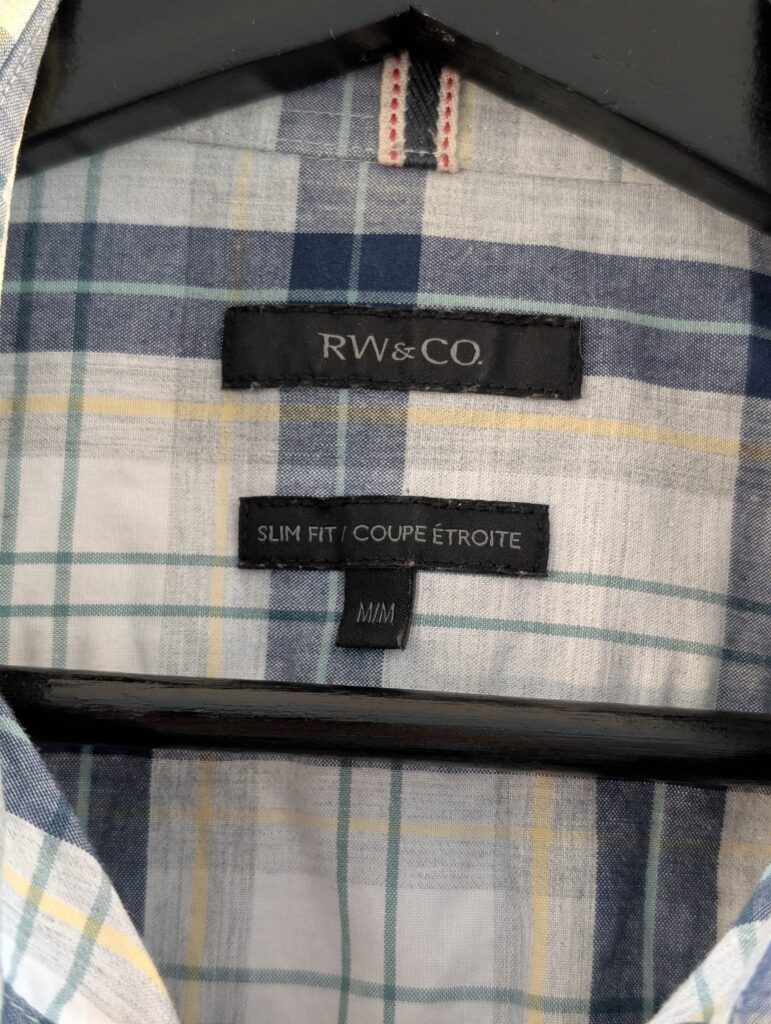 RW&CO.
SLIM FIT / COUPE ÉTROITE
M/M